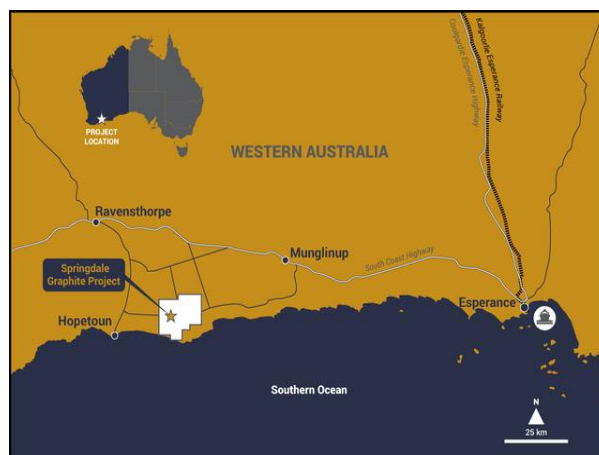 PROJECT
LOCATION
WESTERN AUSTRALIA
Coolgardie Esperance Highway
Kalgoorlie Esperance Railway
Ravensthorpe
Munglinup
South Coast Highway
Springdale
Graphite Project
Esperance
Hopetoun
Southern Ocean
N
25 km